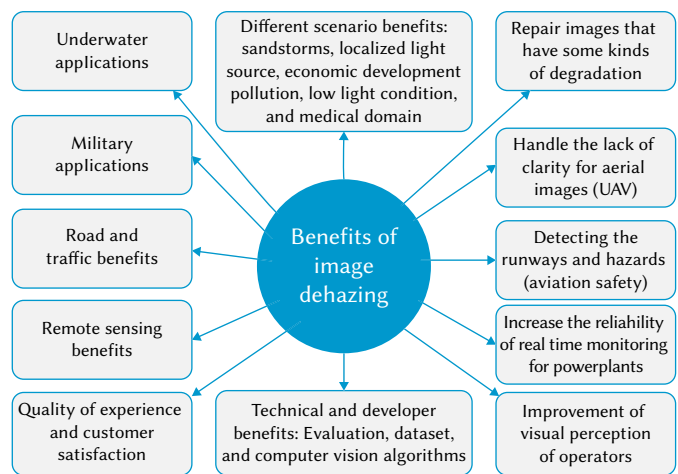 Underwater
applications
Different scenario benefits:
sandstorms, localized light
source, economic development
pollution, low light condition,
and medical domain
Repair images that
have some kinds
of degradation
Military
applications
Handle the lack of
clarity for aerial
images (UAV)
Road and
traffic benefits
Benefits of
image
dehazing
Detecting the
runways and hazards
(aviation safety)
Remote sensing
benefits
Increase the reliahility
of real time monitoring
for powerplants
Quality of experience
and customer
satisfaction
Technical and developer
benefits: Evaluation, dataset,
and computer vision algorithms
Improvement of
visual perception
of operators